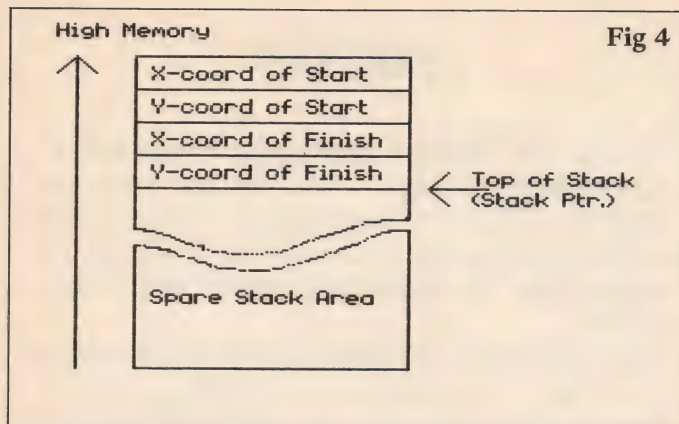 High Memory
Fig 4
X-coord of Start
Y-coord of Start
X-coord of Finish
Y-coord of Finish
Top of Stack
(Stack Ptr.)
Spare Stack Area